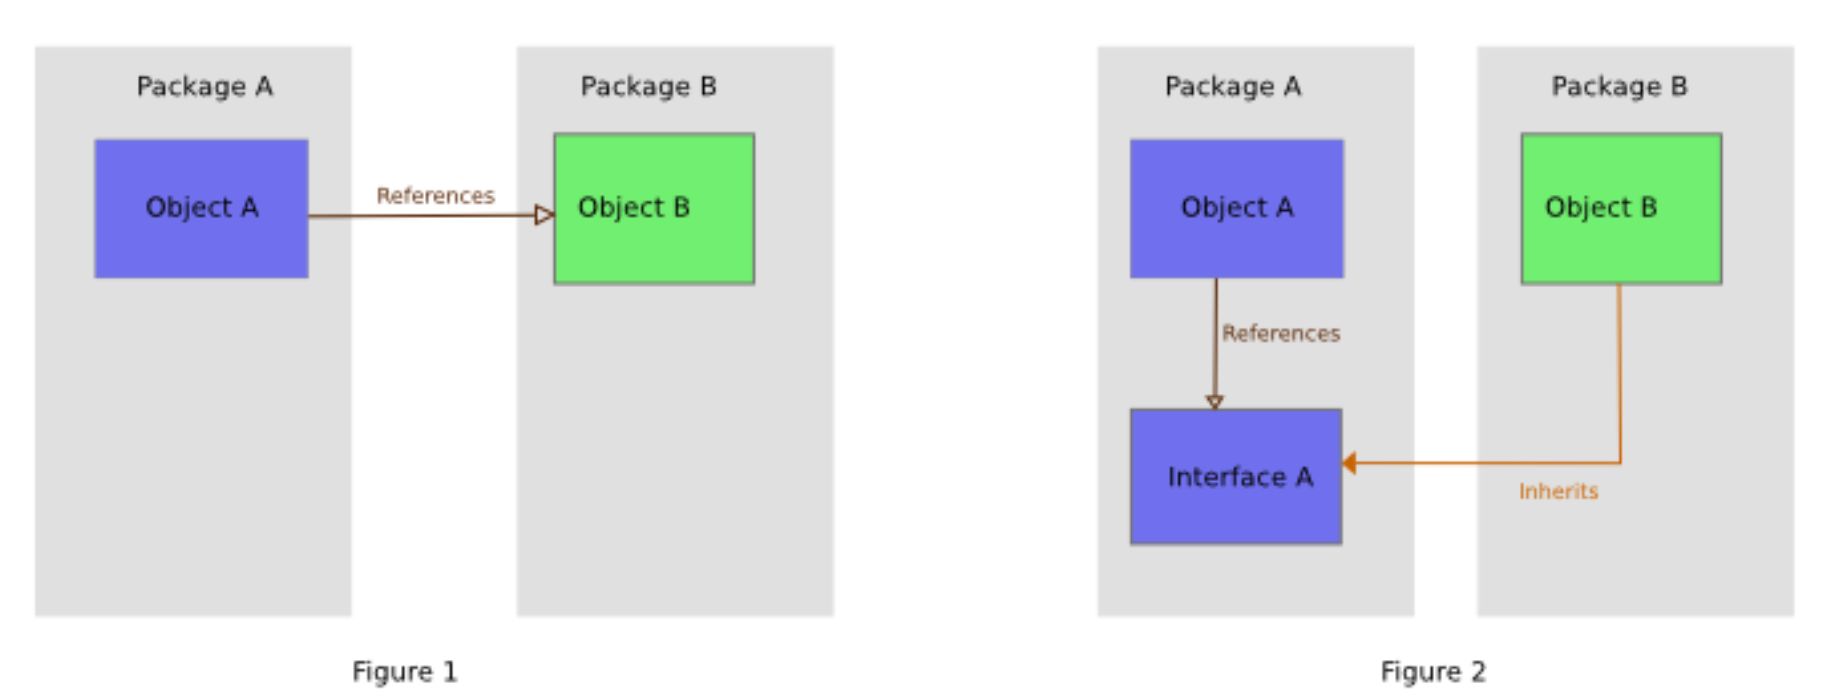 Package A
Object A
References
Package B
Object B
Figure 1
Package A
Object A
References
Interface A
Package B
Object B
Inherits
Figure 2